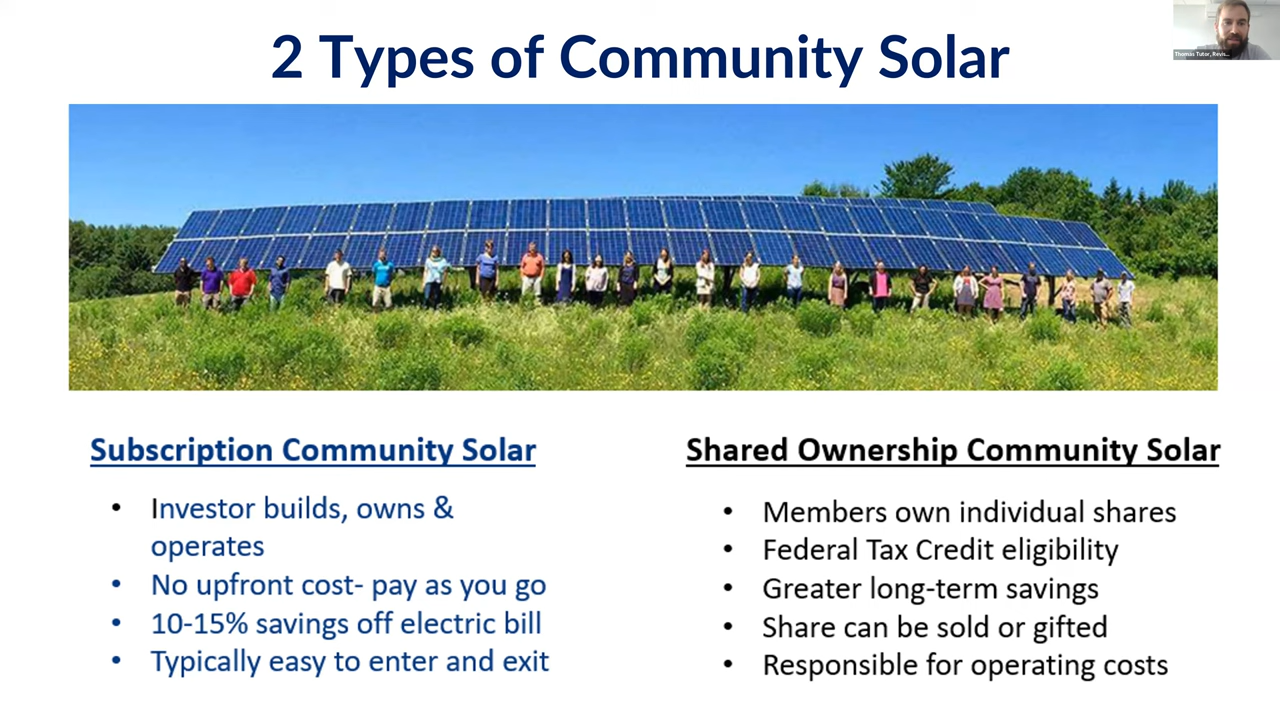 2 Types of Community Solar
Thomas Tutor, Revis...
Subscription Community Solar
• Investor builds, owns &
operates
• No upfront cost- pay as you go
• 10-15% savings off electric bill
• Typically easy to enter and exit
Shared Ownership Community Solar
• Members own individual shares
• Federal Tax Credit eligibility
• Greater long-term savings
• Share can be sold or gifted
• Responsible for operating costs